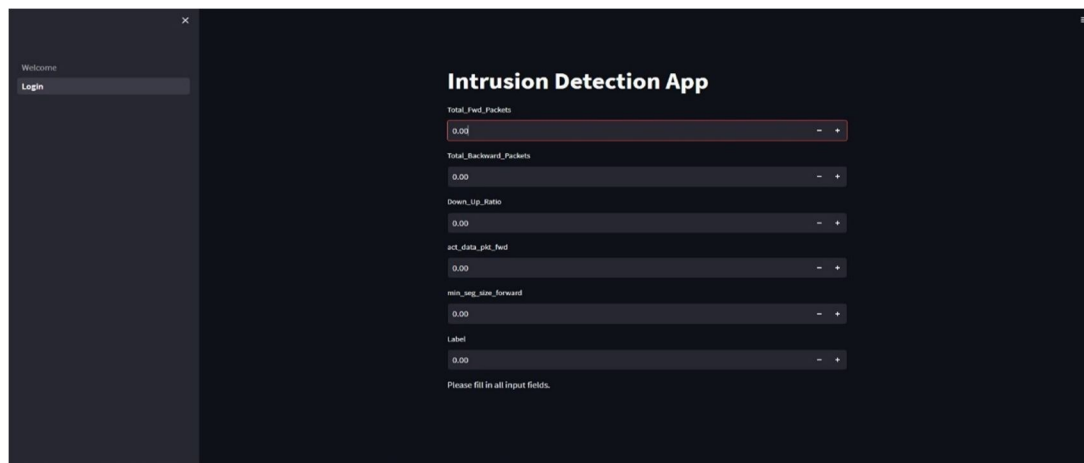 Welcome
Login
Intrusion Detection App
Total_Fwd_Packets
0.00
Total_Backward_Packets
0.00
Down_Up_Ratio
0.00
act_data_pkt_fwd
0.00
min_seg_size_forward
0.00
Label
0.00
Please fill in all input fields.